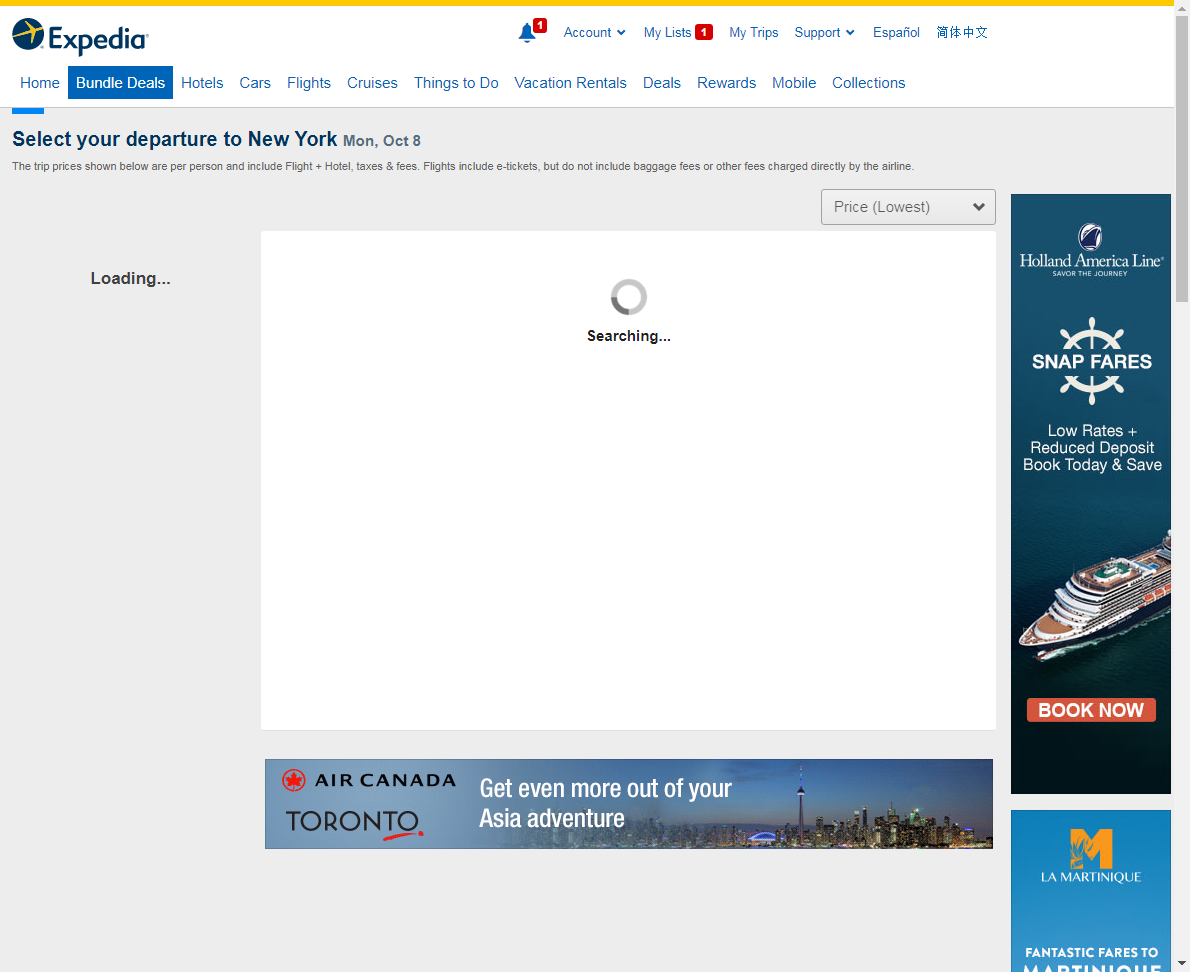 Expedia
1
Account
My Lists 1
My Trips
Support
Español
简体中文
Home
Bundle Deals
Hotels
Cars
Flights
Cruises
Things to Do
Vacation Rentals
Deals
Rewards
Mobile
Collections
Select your departure to New York Mon, Oct 8
The trip prices shown below are per person and include Flight + Hotel, taxes & fees. Flights include e-tickets, but do not include baggage fees or other fees charged directly by the airline.
Price (Lowest)
Loading...
Searching...
Holland America Line®
SAVOR THE JOURNEY
SNAP FARES
Low Rates +
Reduced Deposit
Book Today & Save
BOOK NOW
AIR CANADA
TORONTO
Get even more out of your
Asia adventure
LA MARTINIQUE
FANTASTIC FARES TO
MARTINIQUE